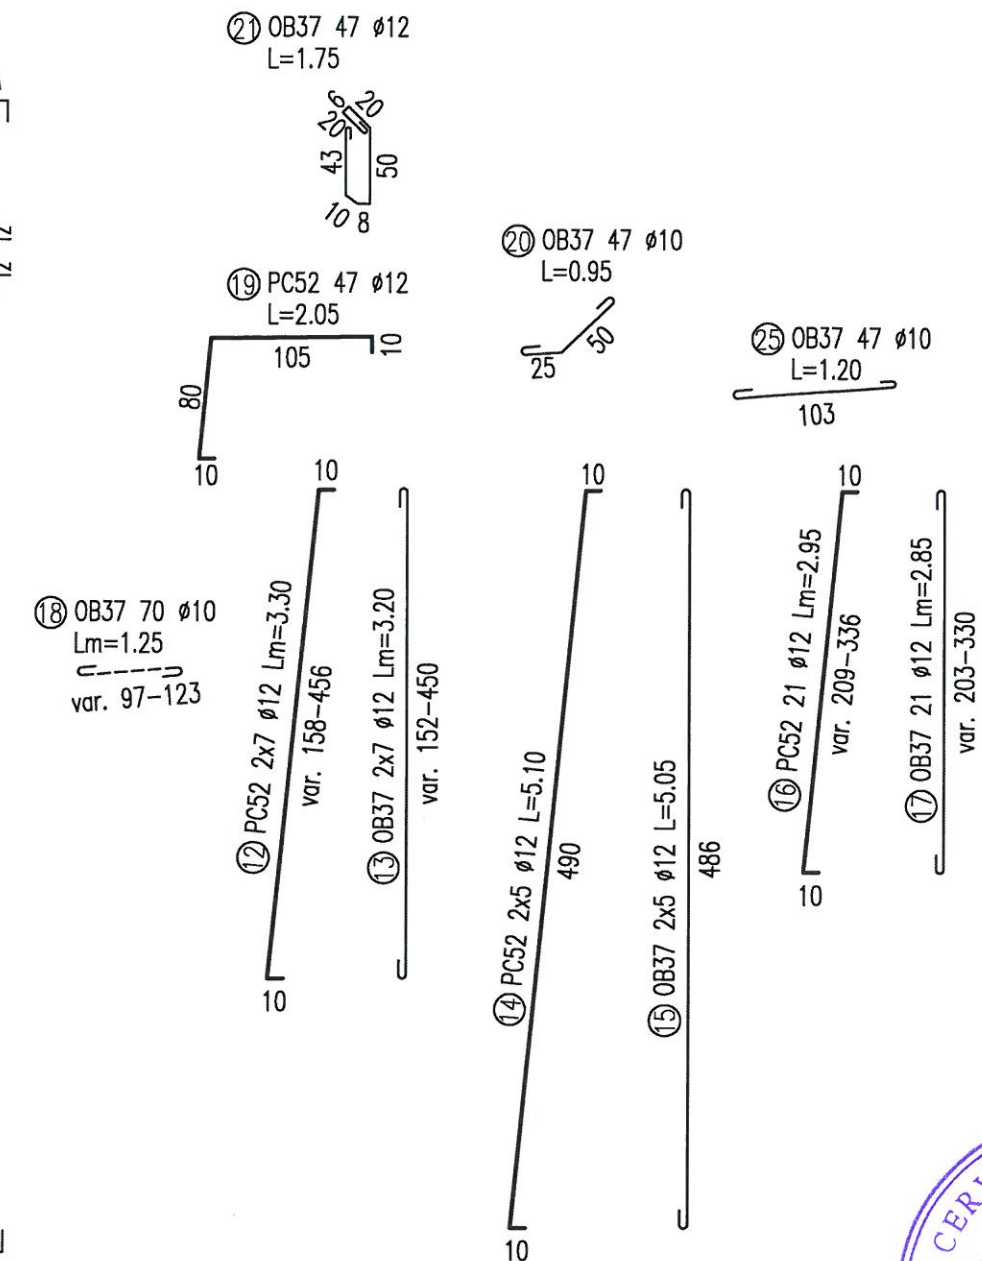 21 OB37 47 ø12
L=1.75
6
20
20
43
50
10
8
20 OB37 47 ø10
L=0.95
50
25
19 PC52 47 ø12
L=2.05
105
10
80
10
25 OB37 47 ø10
L=1.20
103
18 OB37 70 ø10
Lm=1.25
var. 97-123
10
12 PC52 2x7 ø12 Lm=3.30
var. 158-456
10
13 OB37 2x7 ø12 Lm=3.20
var. 152-450
10
14 PC52 2x5 ø12 L=5.10
490
10
15 OB37 2x5 ø12 L=5.05
486
10
16 PC52 21 ø12 Lm=2.95
var. 209-336
10
17 OB37 21 ø12 Lm=2.85
var. 203-330
12 12